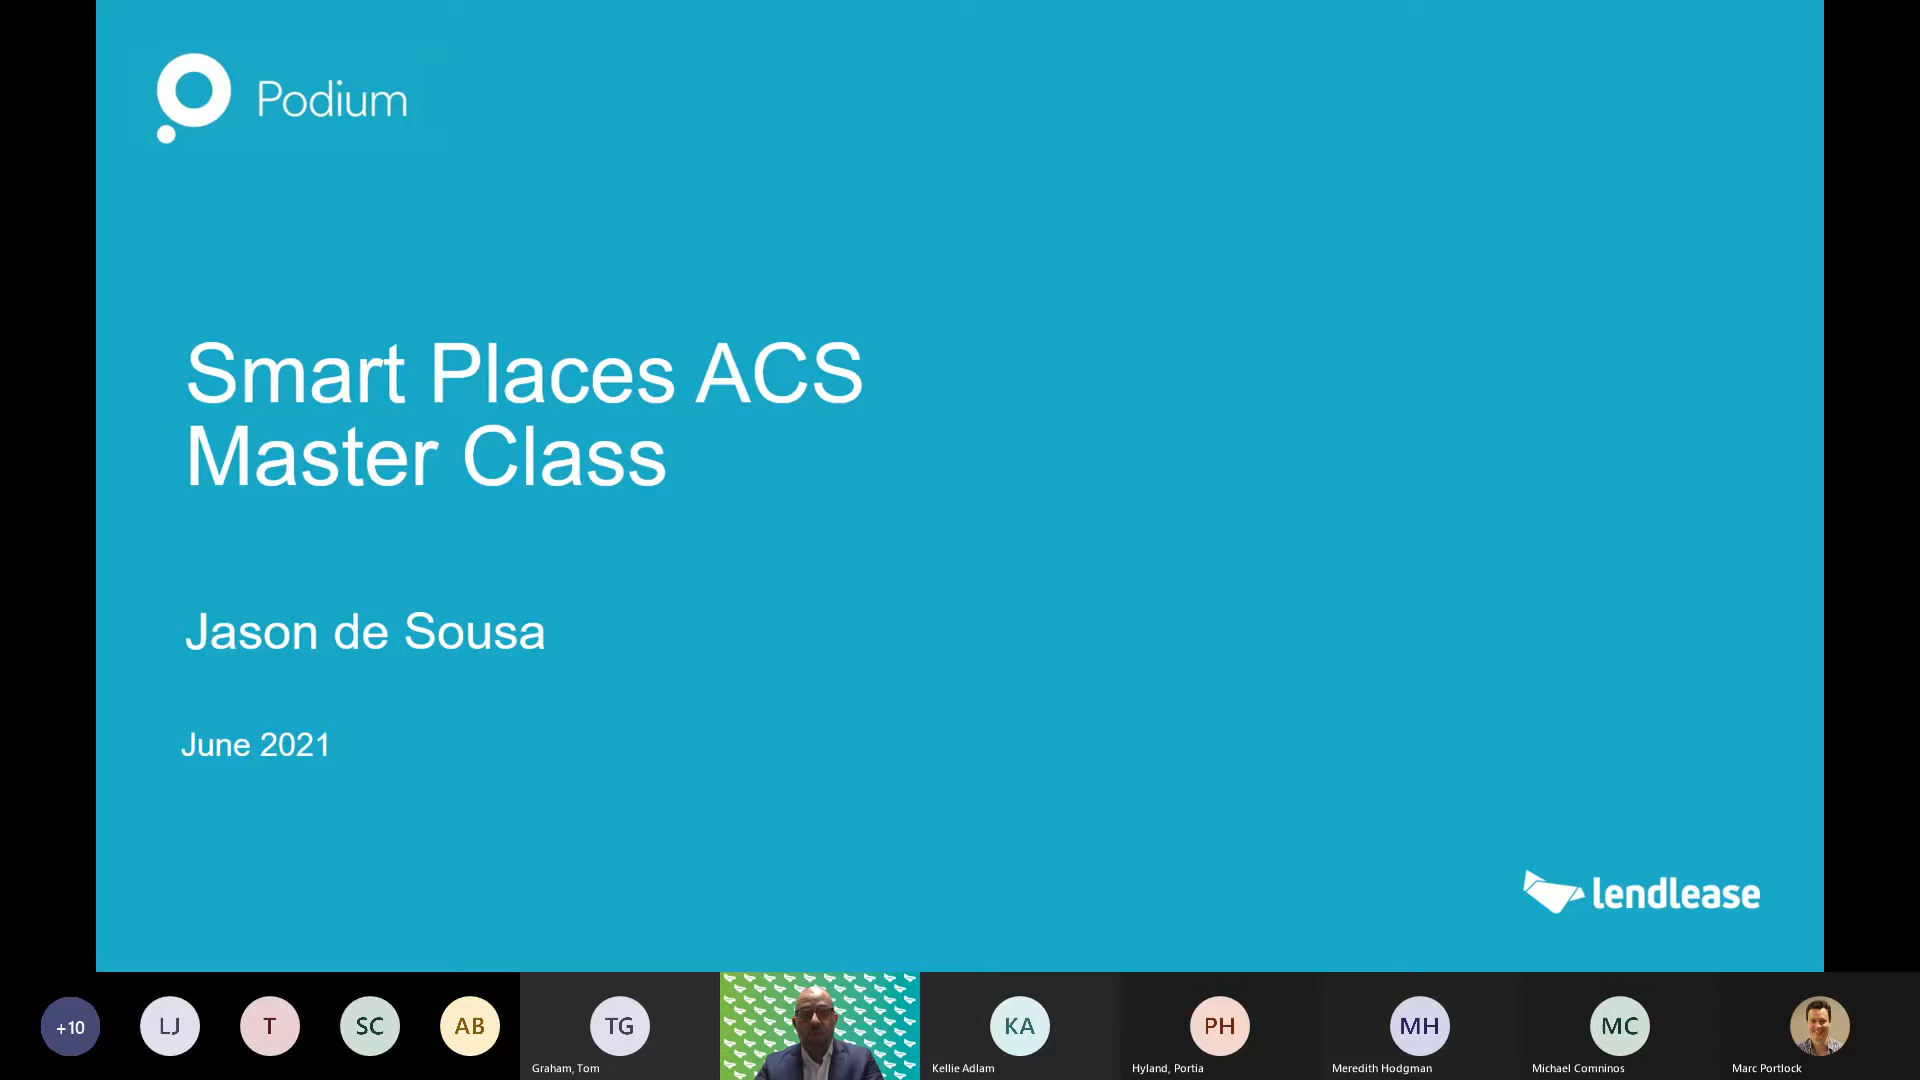 Podium
Smart Places ACS
Master Class
Jason de Sousa
June 2021
lendlease
+10
LJ
T
SC
AB
TG
KA
PH
MH
MC
Graham, Tom
Kellie Adlam
Hyland, Portia
Meredith Hodgman
Michael Comninos
Marc Portlock